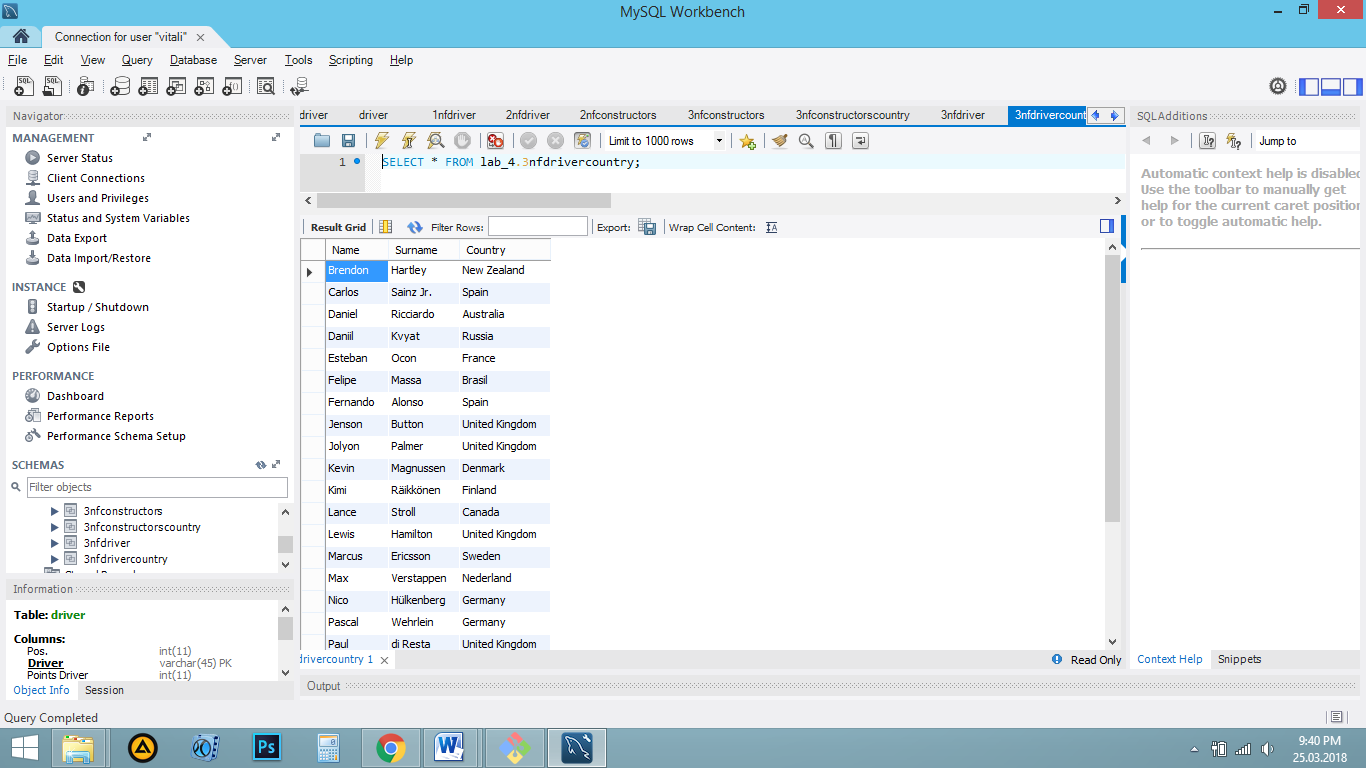 MySQL Workbench
Connection for user "vitali"
File Edit View Query Database Server Tools Scripting Help
Navigator
MANAGEMENT
Server Status
Client Connections
Users and Privileges
Status and System Variables
Data Export
Data Import/Restore
INSTANCE
Startup / Shutdown
Server Logs
Options File
PERFORMANCE
Dashboard
Performance Reports
Performance Schema Setup
SCHEMAS
Filter objects
3nfconstructors
3nfconstructorscountry
3nfdriver
3nfdrivercountry
Information
Table: driver
Columns:
Pos. int(11)
Driver varchar(45) PK
Points Driver int(11)
Object Info Session
driver driver 1nfdriver 2nfdriver 2nfconstructors 3nfconstructors 3nfconstructorscountry 3nfdriver 3nfdrivercount
Limit to 1000 rows
1 SELECT * FROM lab_4.3nfdrivercountry;
Result Grid Filter Rows: Export: Wrap Cell Content:
Name Surname Country
Brendon Hartley New Zealand
Carlos Sainz Jr. Spain
Daniel Ricciardo Australia
Daniil Kvyat Russia
Esteban Ocon France
Felipe Massa Brasil
Fernando Alonso Spain
Jenson Button United Kingdom
Jolyon Palmer United Kingdom
Kevin Magnussen Denmark
Kimi Räikkönen Finland
Lance Stroll Canada
Lewis Hamilton United Kingdom
Marcus Ericsson Sweden
Max Verstappen Nederland
Nico Hülkenberg Germany
Pascal Wehrlein Germany
Paul di Resta United Kingdom
drivercountry 1
Read Only
Output
SQLAdditions
Jump to
Automatic context help is disabled
Use the toolbar to manually get
help for the current caret position
or to toggle automatic help.
Context Help Snippets
Query Completed
Ps
9:40 PM
25.03.2018